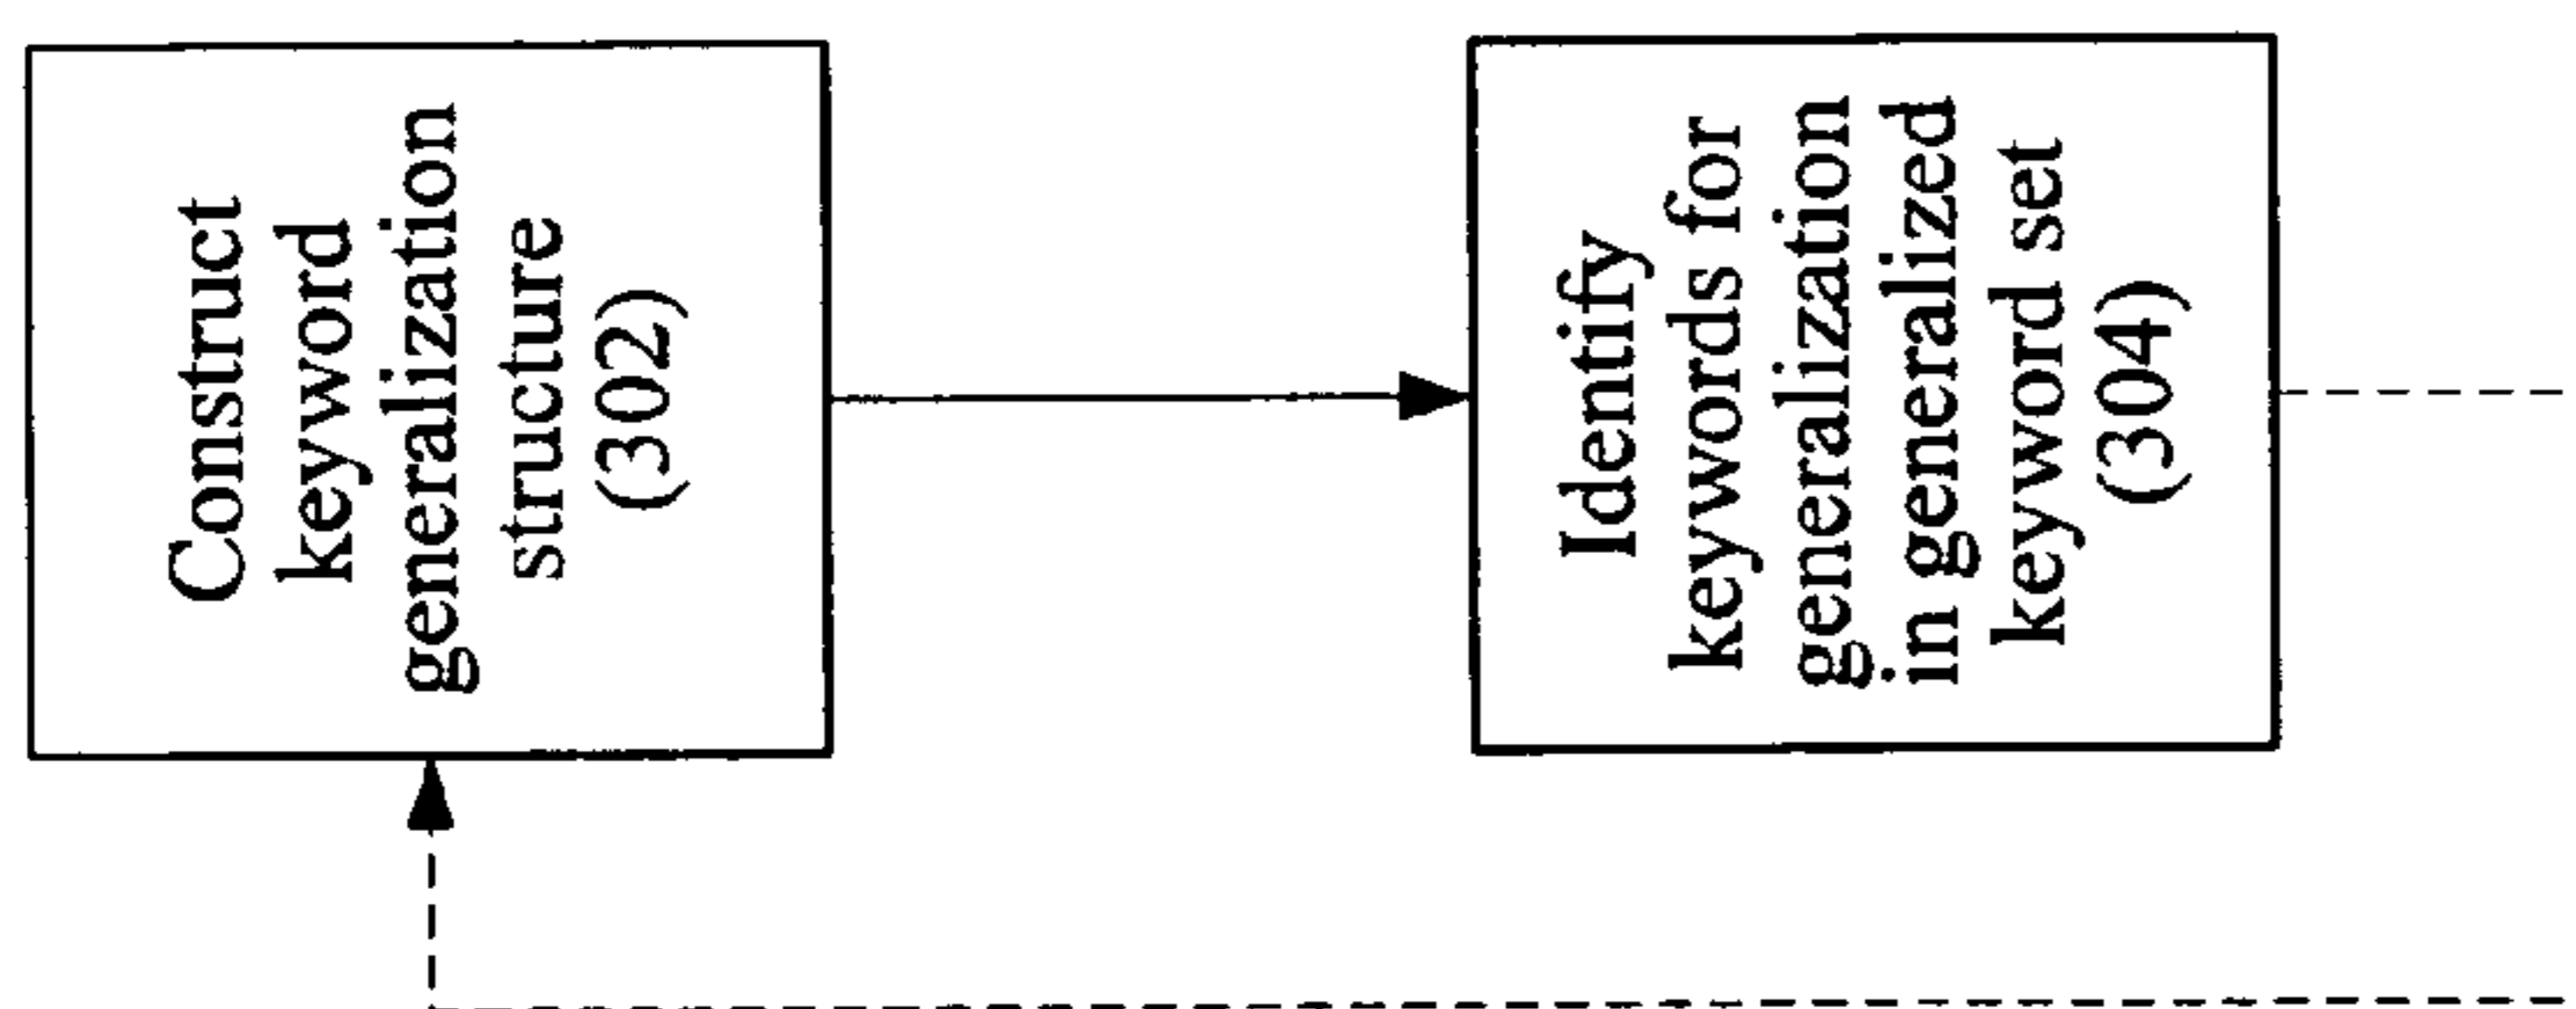 Construct
keyword
generalization
structure
(302)
Identify
keywords for
generalization
in generalized
keyword set
(304)